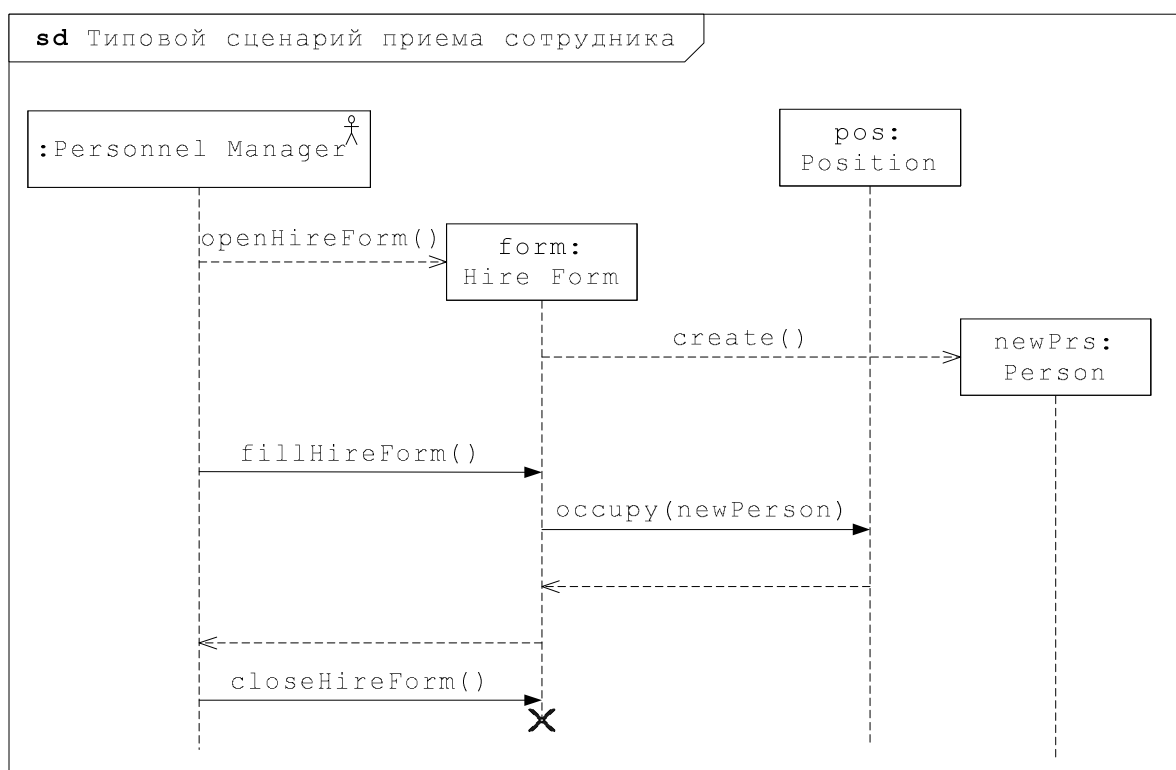 sd Типовой сценарий приема сотрудника
:Personnel Manager
pos:
Position
openHireForm()
form:
Hire Form
create()
newPrs:
Person
fillHireForm()
occupy(newPerson)
closeHireForm()